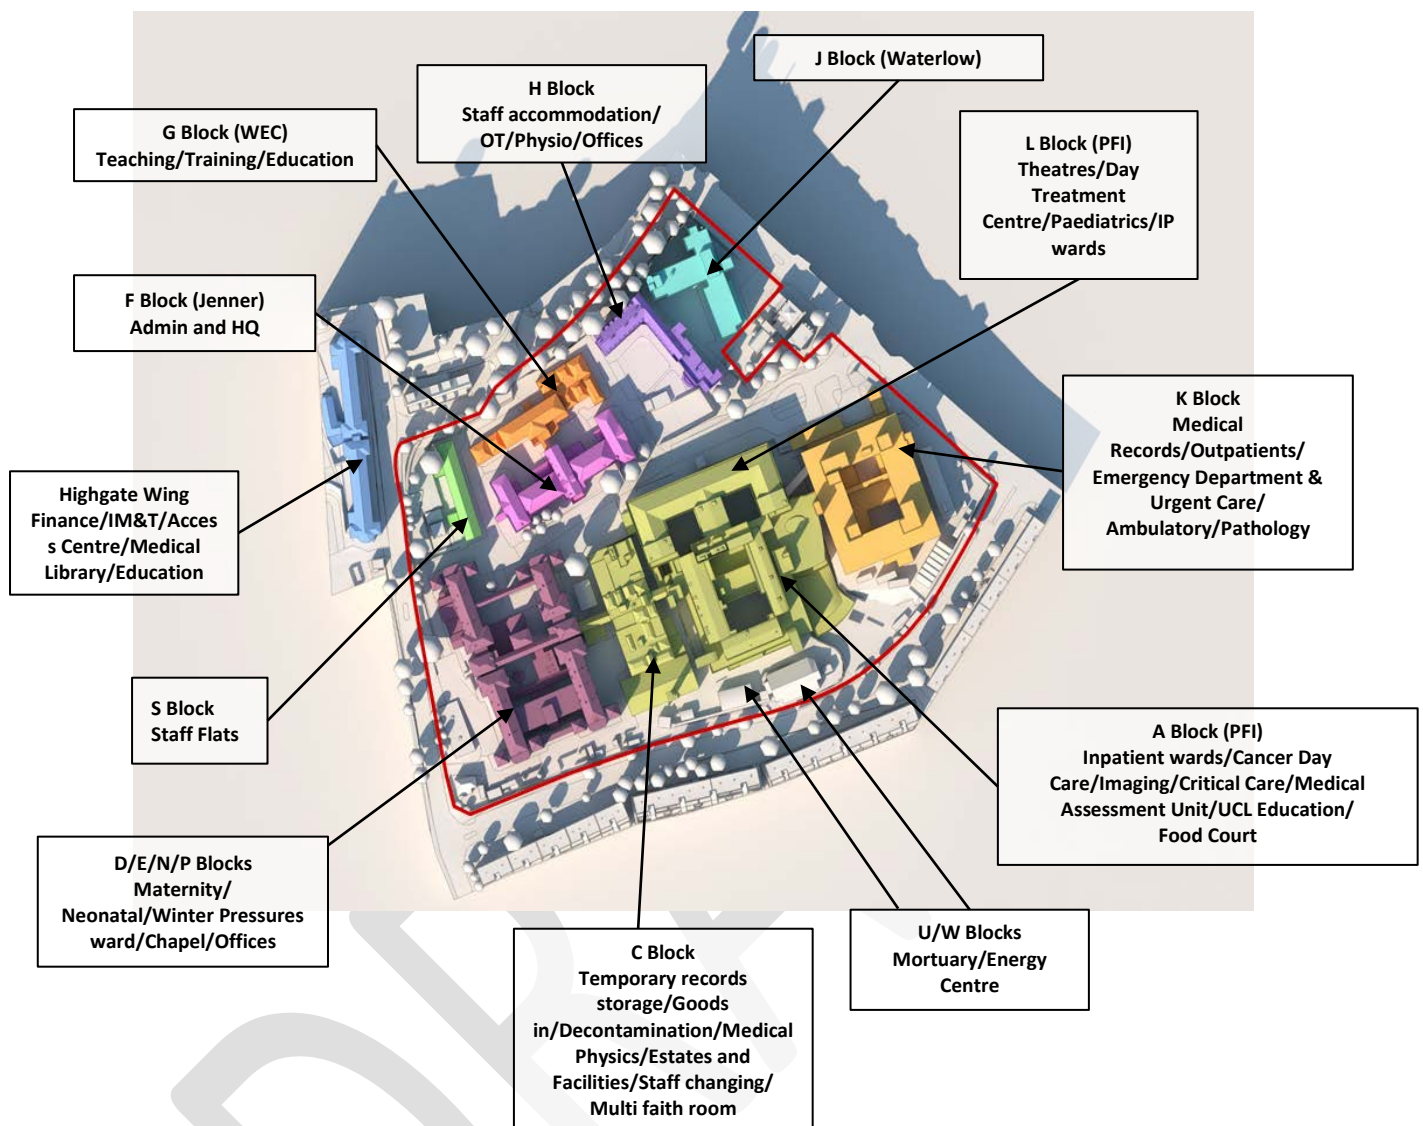 J Block (Waterlow)
H Block
Staff accommodation/
OT/Physio/Offices
G Block (WEC)
Teaching/Training/Education
L Block (PFI)
Theatres/Day
Treatment
Centre/Paediatrics/IP
wards
F Block (Jenner)
Admin and HQ
K Block
Medical
Records/Outpatients/
Emergency Department &
Urgent Care/
Ambulatory/Pathology
Highgate Wing
Finance/IM&T/Acces
s Centre/Medical
Library/Education
S Block
Staff Flats
A Block (PFI)
Inpatient wards/Cancer Day
Care/Imaging/Critical Care/Medical
Assessment Unit/UCL Education/
Food Court
D/E/N/P Blocks
Maternity/
Neonatal/Winter Pressures
ward/Chapel/Offices
U/W Blocks
Mortuary/Energy
Centre
C Block
Temporary records
storage/Goods
in/Decontamination/Medical
Physics/Estates and
Facilities/Staff changing/
Multi faith room